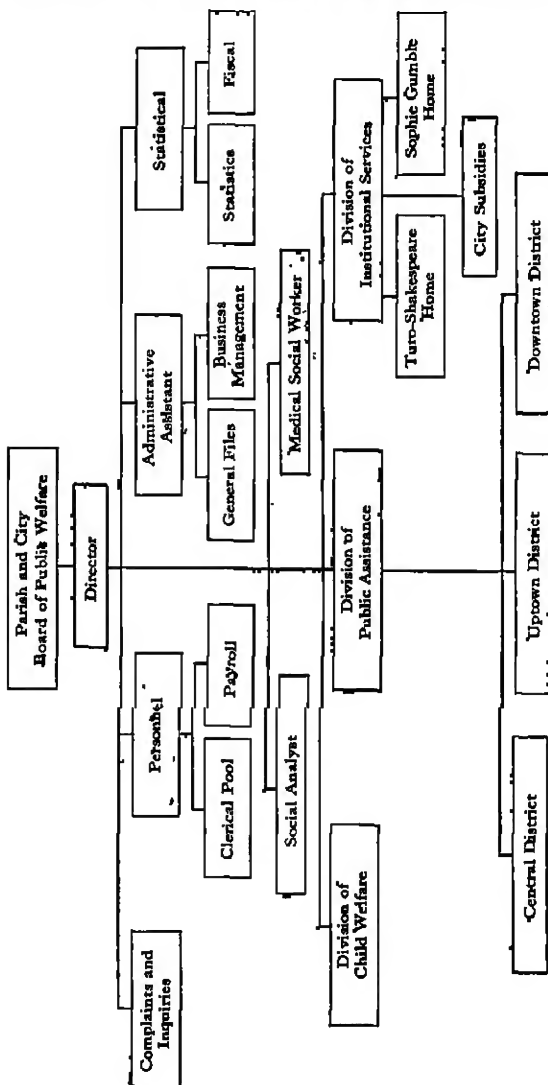 Parish and City
Board of Public Welfare
Director
Complaints and
Inquiries
Personnel
Administrative
Assistant
Statistical
Clerical Pool
Payroll
General Files
Business
Management
Statistics
Fiscal
Social Analyst
Medical Social Worker
Division of
Child Welfare
Division of
Public Assistance
Division of
Institutional Services
Turo-Shakespeare
Home
Sophie Gumble
Home
City Subsidies
Central District
Uptown District
Downtown District